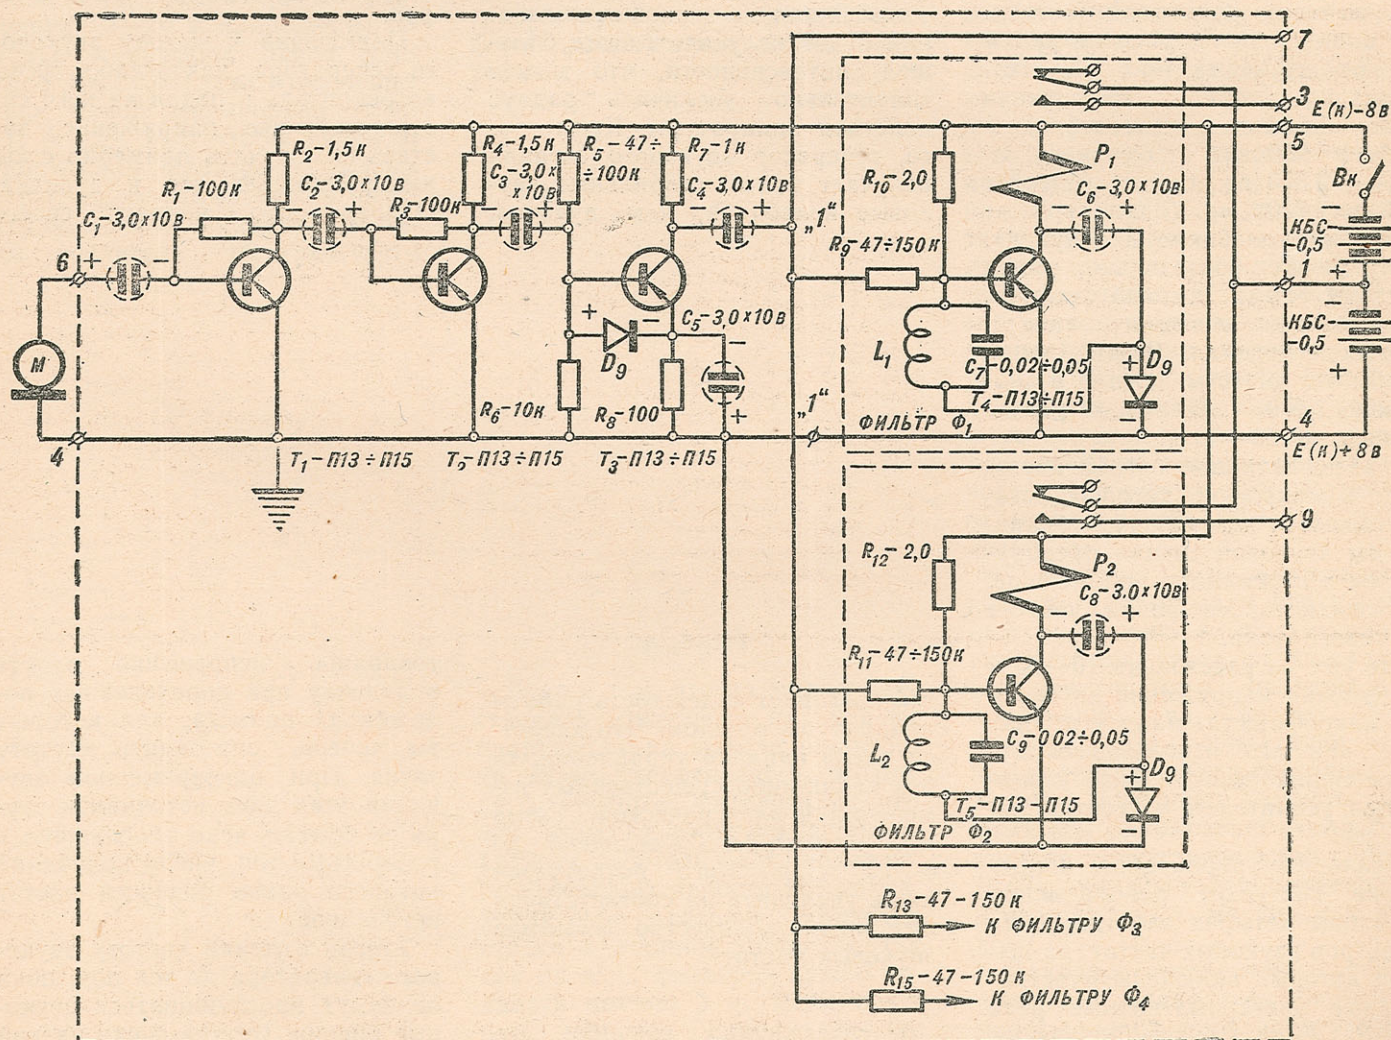 7
3
E(к)-8в
5
R2-1,5к
R4-1,5к
R5-47÷
÷100к
R7-1к
P1
Вк
R1-100к
C2-3,0×10в
C3-3,0×
×10в
C4-3,0×10в
R10-2,0
C6-3,0×10в
C1-3,0×10в
R3-100к
„1“
R9-47÷150к
КБС-
-0,5
6
1
C5-3,0×10в
КБС-
-0,5
М
D9
L1
C7-0,02÷0,05
D9
R6-10к
R8-100
„1“
T4-П13÷П15
ФИЛЬТР Ф1
4
4
T1-П13÷П15
T2-П13÷П15
T3-П13÷П15
E(к)+8в
9
R12-2,0
P2
C8-3.0×10в
R11-47÷150к
C9-002÷0,05
L2
D9
T5-П13-П15
ФИЛЬТР Ф2
R13-47-150к
К ФИЛЬТРУ Ф3
R15-47-150к
К ФИЛЬТРУ Ф4